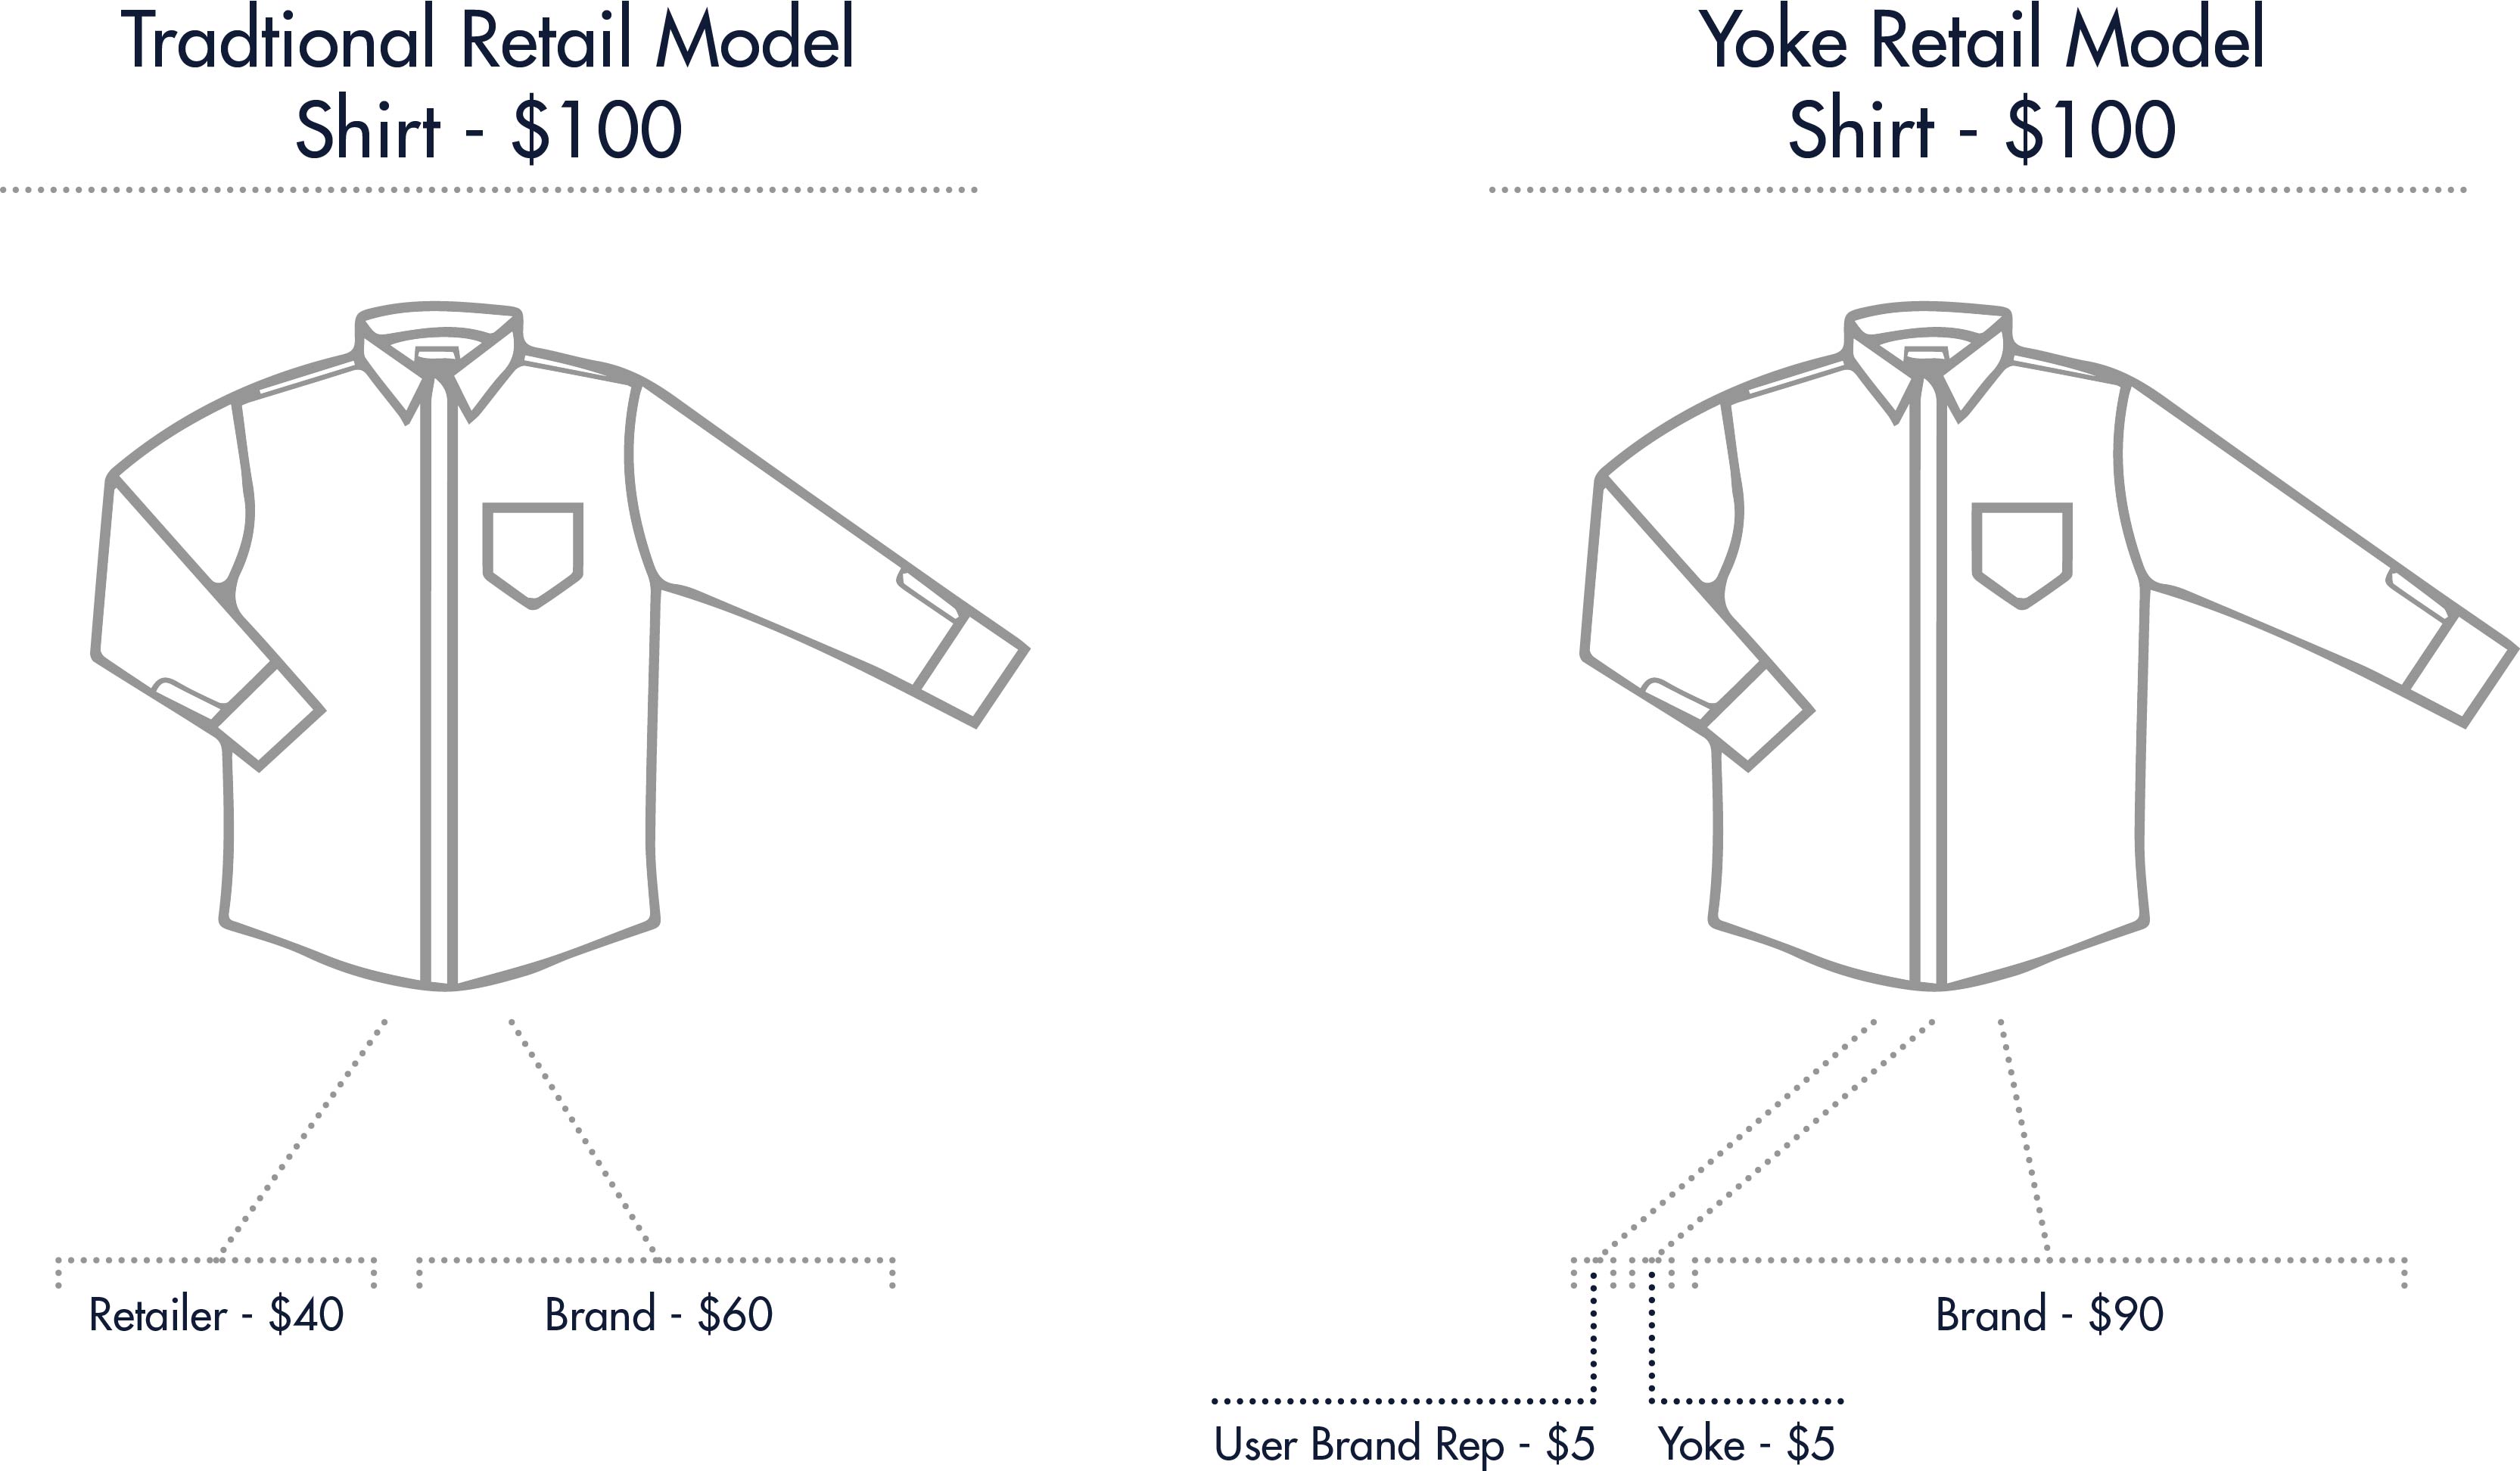 Tradtional Retail Model
Shirt - $100
Retailer - $40
Brand - $60
Yoke Retail Model
Shirt - $100
Brand - $90
User Brand Rep - $5
Yoke - $5